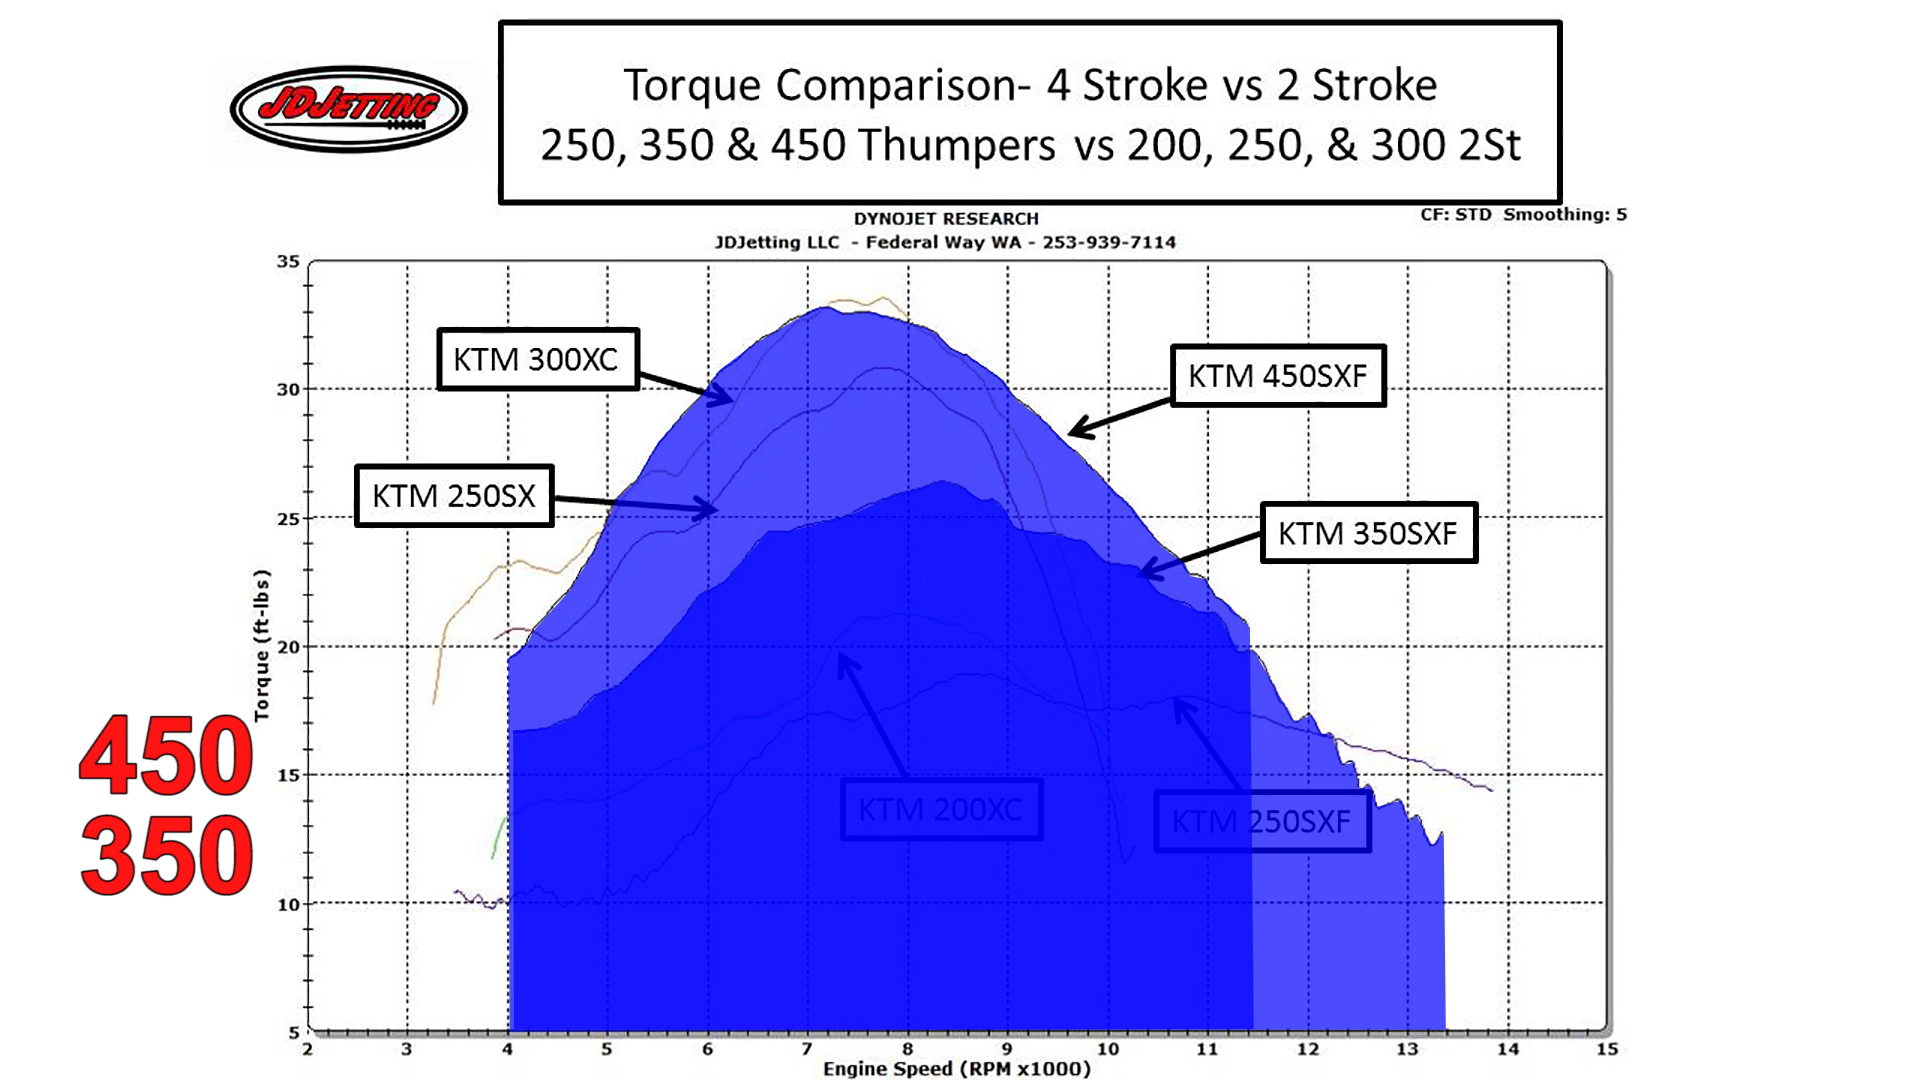 JDJETTING
Torque Comparison- 4 Stroke vs 2 Stroke
250, 350 & 450 Thumpers vs 200, 250, & 300 2St
DYNOJET RESEARCH
CF: STD Smoothing: 5
JDJetting LLC - Federal Way WA - 253-939-7114
35
30
25
20
15
10
5
Torque (ft-lbs)
KTM 300XC
KTM 450SXF
KTM 250SX
KTM 350SXF
KTM 200XC
KTM 250SXF
450
350
2 3 4 5 6 7 8 9 10 11 12 13 14 15
Engine Speed (RPM x1000)